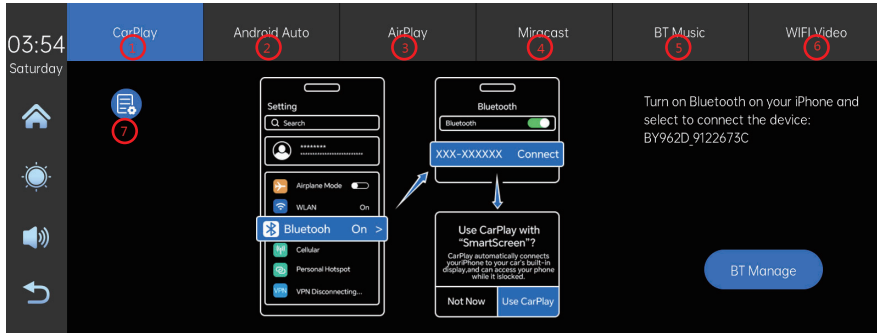 CarPlay
1
Android Auto
2
AirPlay
3
Miracast
4
BT Music
5
WIFI Video
6
03:54
Saturday
7
Setting
Search
********
Airplane Mode
WLAN On
Bluetooh On >
Cellular
Personal Hotspot
VPN VPN Disconnecting...
Bluetooth
Bluetooth
XXX-XXXXXX Connect
Use CarPlay with
“SmartScreen”?
CarPlay automatically connects
youriPhone to your car's built-in
display,and can access your phone
while it islocked.
Not Now Use CarPlay
Turn on Bluetooth on your iPhone and
select to connect the device:
BY962D_9122673C
BT Manage